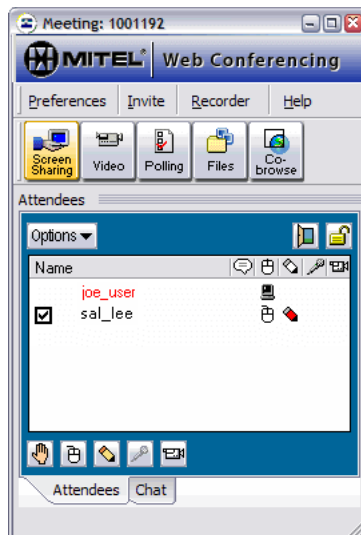 Meeting: 1001192
MITEL® Web Conferencing
Preferences Invite Recorder Help
Screen Sharing Video Polling Files Co-browse
Attendees
Options
Name
joe_user
sal_lee
Attendees Chat